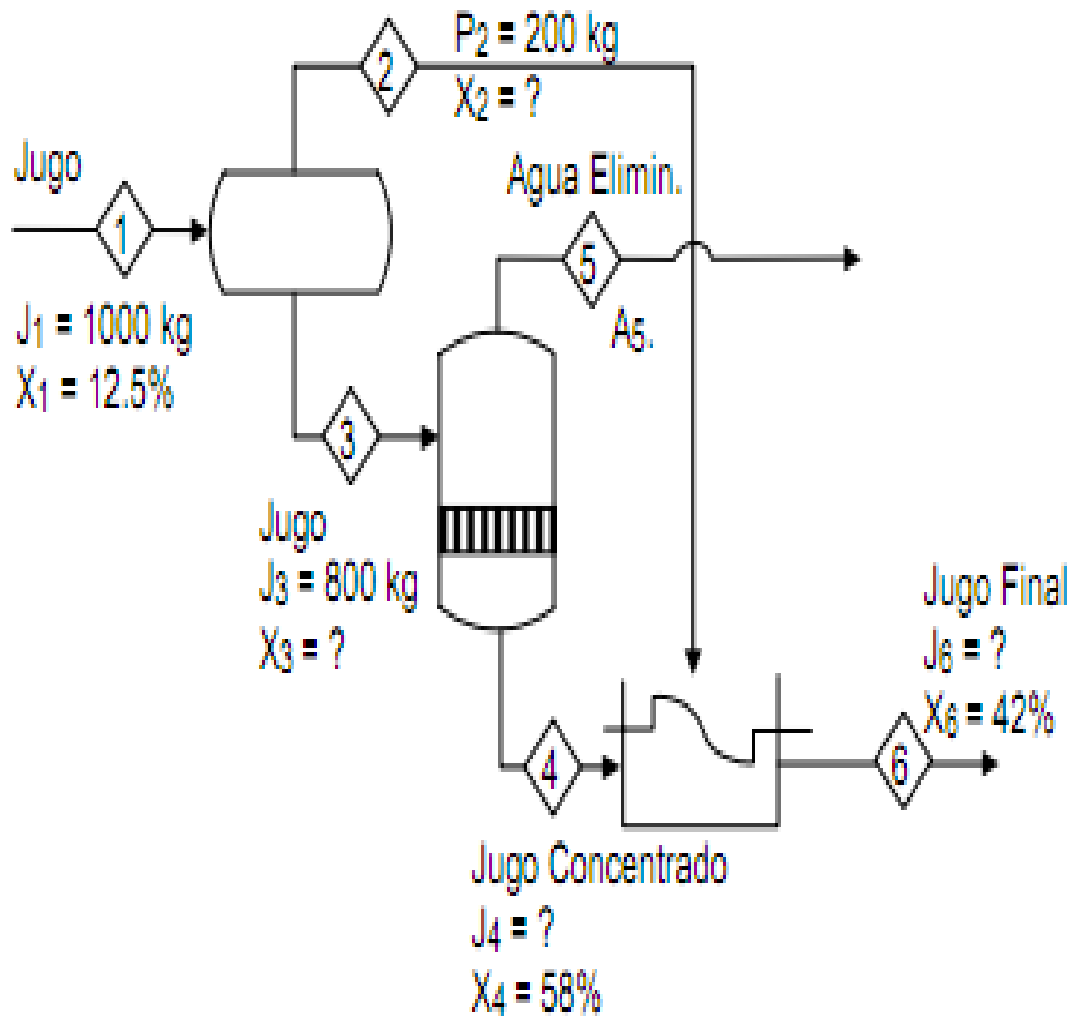 P2 = 200 kg
2
X2 = ?
Jugo
Agua Elimin.
1
5
J1 = 1000 kg
A5.
X1 = 12.5%
3
Jugo
J3 = 800 kg
X3 = ?
Jugo Final
J6 = ?
X6 = 42%
4
6
Jugo Concentrado
J4 = ?
X4 = 58%